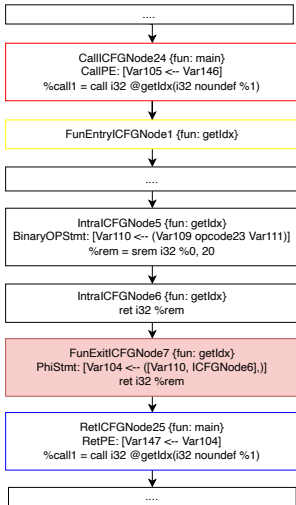 ....
CallICFGNode24 {fun: main}
CallPE: [Var105 <-- Var146]
%call1 = call i32 @getIdx(i32 noundef %1)
FunEntryICFGNode1 {fun: getIdx}
....
IntraICFGNode5 {fun: getIdx}
BinaryOPStmt: [Var110 <-- (Var109 opcode23 Var111)]
%rem = srem i32 %0, 20
IntraICFGNode6 {fun: getIdx}
ret i32 %rem
FunExitICFGNode7 {fun: getIdx}
PhiStmt: [Var104 <-- ([Var110, ICFGNode6],)]
ret i32 %rem
RetICFGNode25 {fun: main}
RetPE: [Var147 <-- Var104]
%call1 = call i32 @getIdx(i32 noundef %1)
....